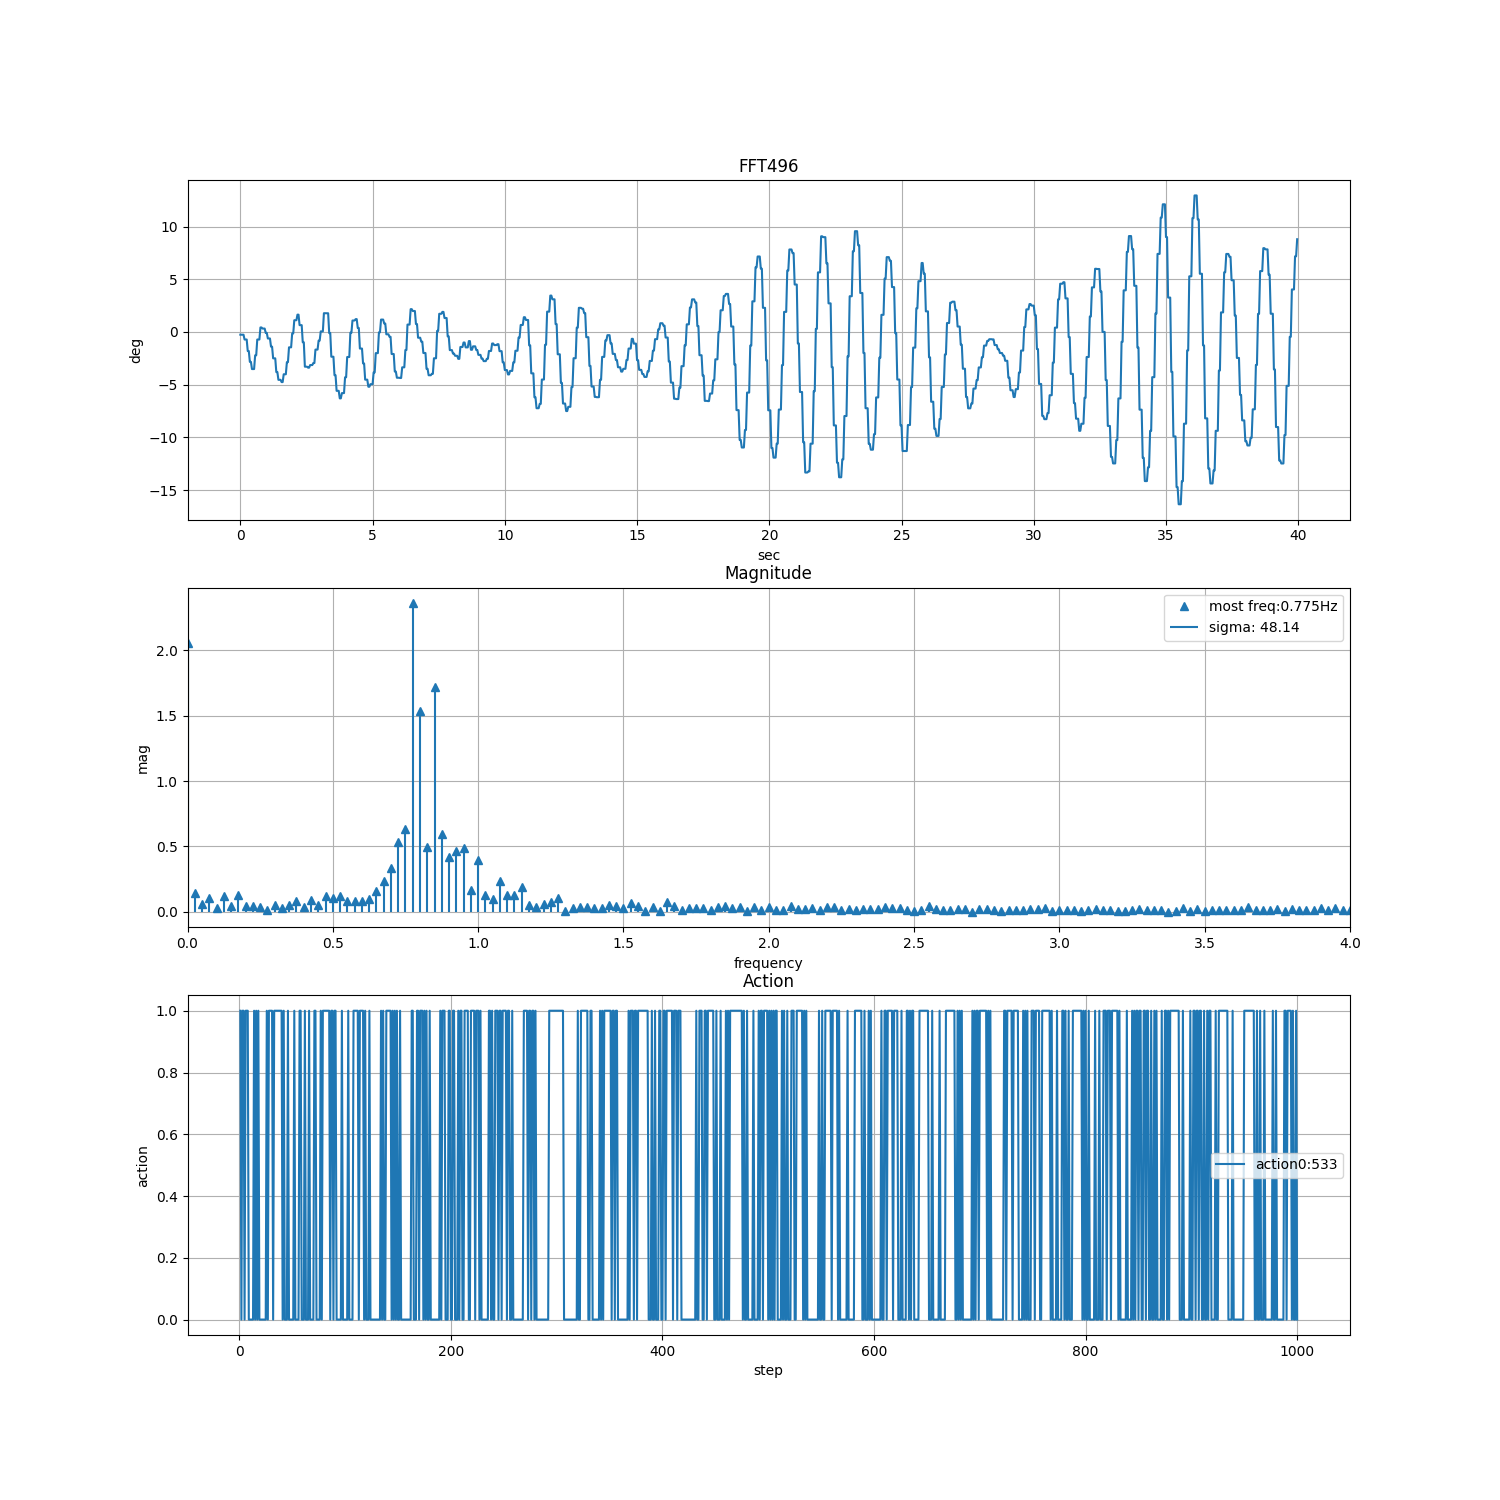 FFT496
10
5
0
−5
−10
−15
deg
0 5 10 15 20 25 30 35 40
sec
Magnitude
most freq:0.775Hz
sigma: 48.14
2.0
1.5
1.0
0.5
0.0
mag
0.0 0.5 1.0 1.5 2.0 2.5 3.0 3.5 4.0
frequency
Action
1.0
0.8
0.6
0.4
0.2
0.0
action
action0:533
0 200 400 600 800 1000
step